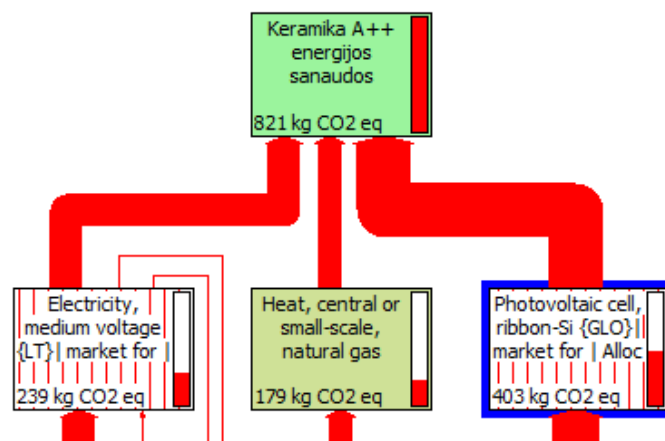 Keramika A++
energijos
sanaudos
821 kg CO2 eq
Electricity,
medium voltage
{LT}| market for |
239 kg CO2 eq
Heat, central or
small-scale,
natural gas
179 kg CO2 eq
Photovoltaic cell,
ribbon-Si {GLO}|
market for | Alloc
403 kg CO2 eq